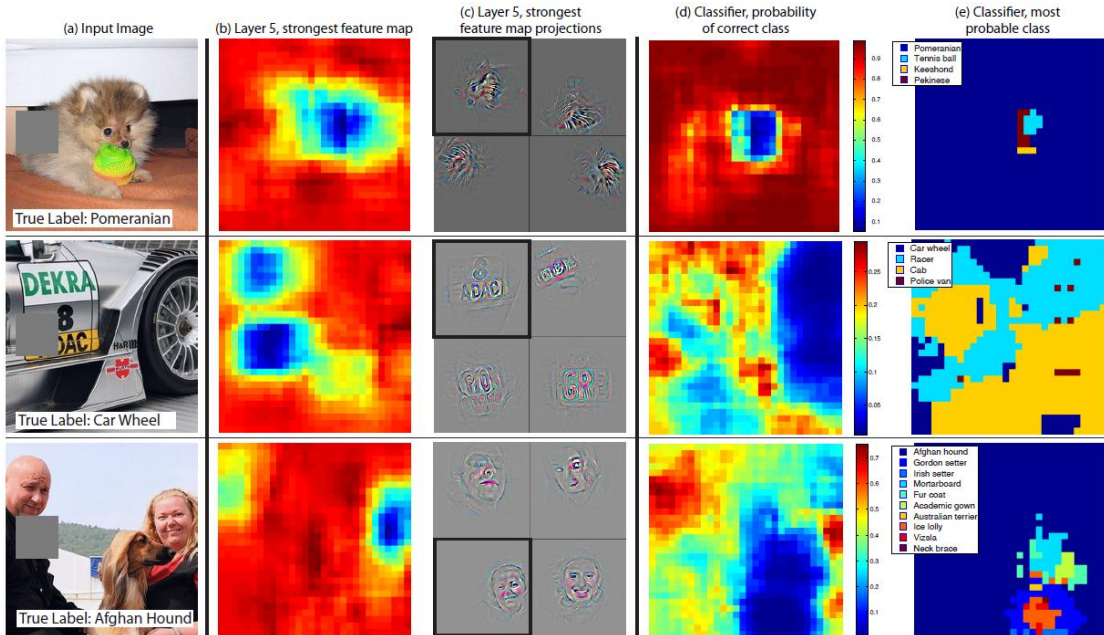 (a) Input Image
(b) Layer 5, strongest feature map
(c) Layer 5, strongest
feature map projections
(d) Classifier, probability
of correct class
(e) Classifier, most
probable class
True Label: Pomeranian
0.9
0.8
0.7
0.6
0.5
0.4
0.3
0.2
0.1
Pomeranian
Tennis ball
Keeshond
Pekinese
DEKRA
8
DAC
H&R
True Label: Car Wheel
0.25
0.2
0.15
0.1
0.05
Car wheel
Racer
Cab
Police van
True Label: Afghan Hound
0.7
0.6
0.5
0.4
0.3
0.2
0.1
Afghan hound
Gordon setter
Irish setter
Mortarboard
Fur coat
Academic gown
Australian terrier
Ice lolly
Vizsla
Neck brace